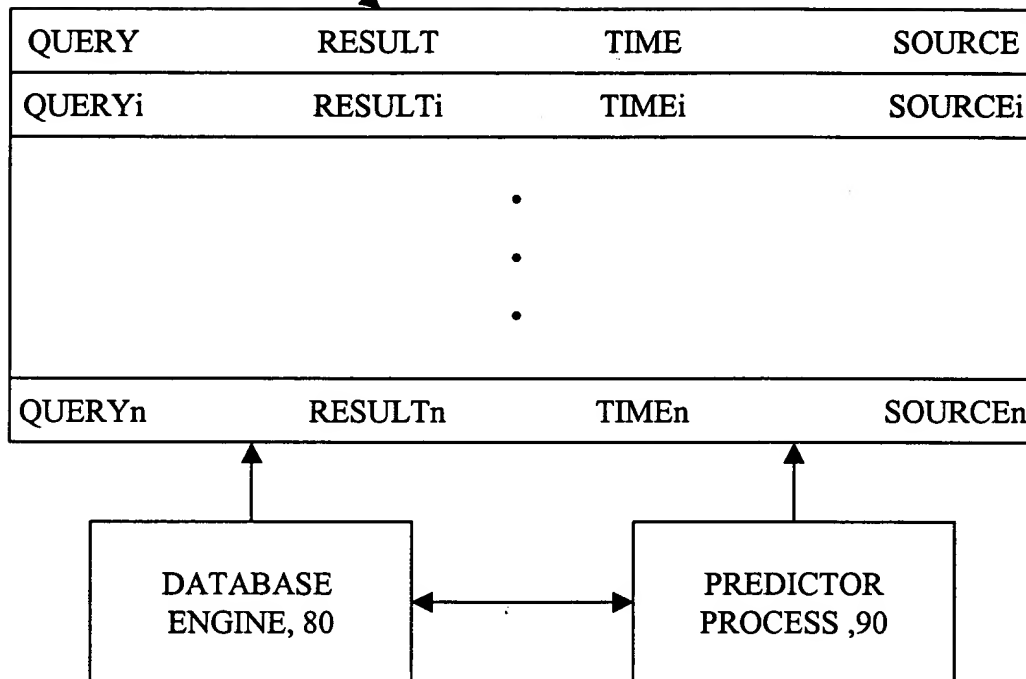 QUERY RESULT TIME SOURCE
QUERYi RESULTi TIMEi SOURCEi
QUERYn RESULTn TIMEn SOURCEn
DATABASE
ENGINE, 80
PREDICTOR
PROCESS ,90